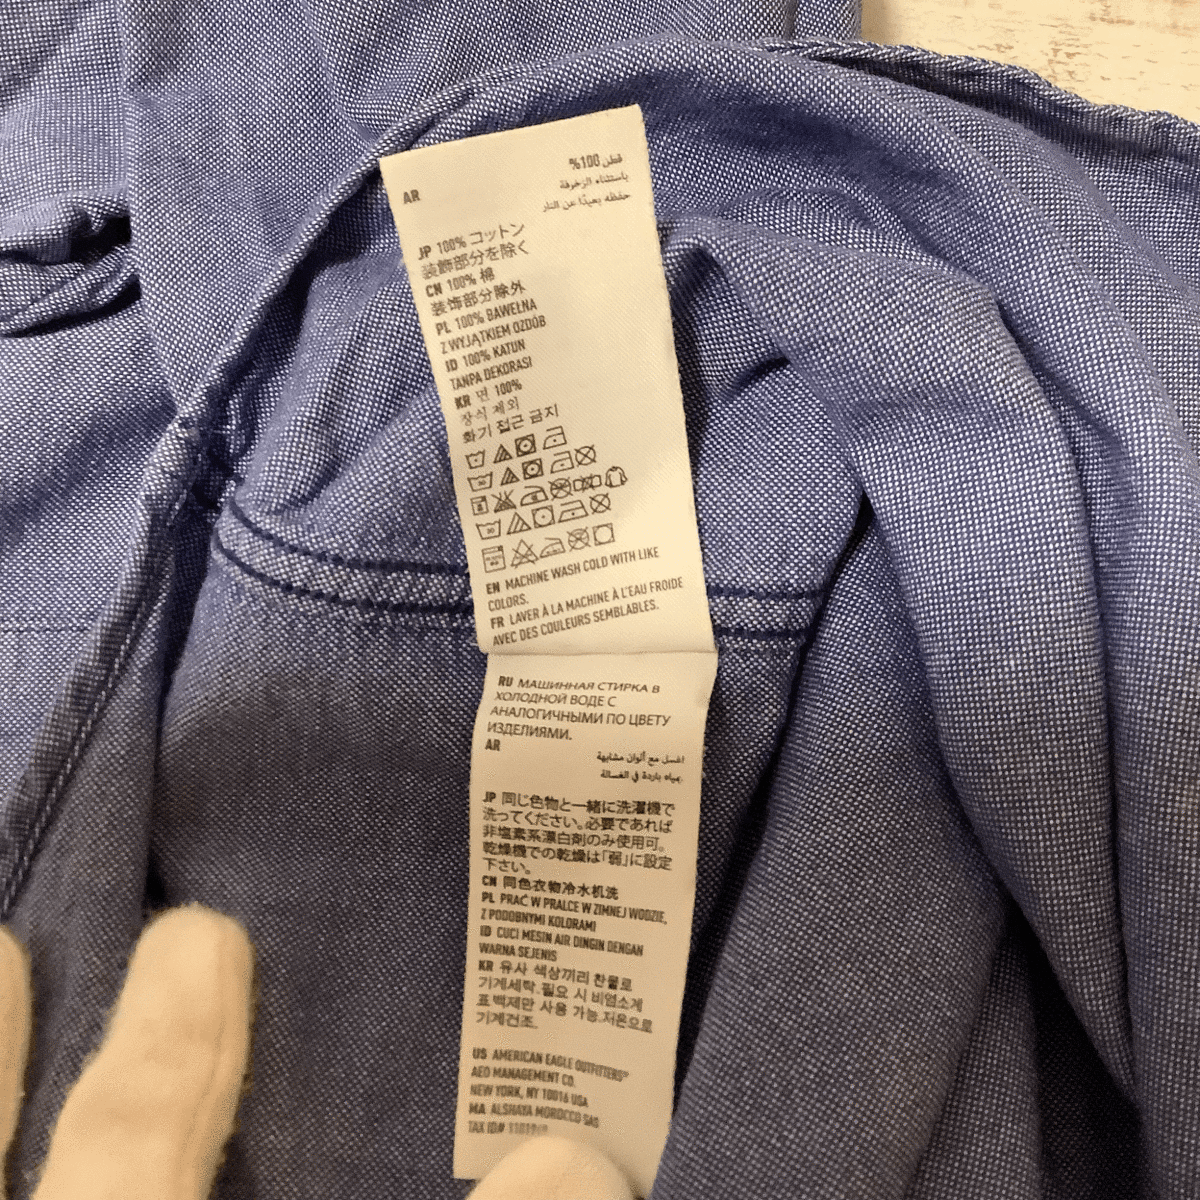 AR
قطن 100%
باستثناء الزخرفة
حفظه بعيدًا عن النار
JP 100% コットン
装飾部分を除く
CN 100% 棉
装饰部分除外
PL 100% BAWEŁNA
Z WYJĄTKIEM OZDÓB
ID 100% KATUN
TANPA DEKORASI
KR 면 100%
장식 제외
화기 접근 금지
EN MACHINE WASH COLD WITH LIKE
COLORS.
FR LAVER À LA MACHINE À L'EAU FROIDE
AVEC DES COULEURS SEMBLABLES.
RU МАШИННАЯ СТИРКА В
ХОЛОДНОЙ ВОДЕ С
АНАЛОГИЧНЫМИ ПО ЦВЕТУ
ИЗДЕЛИЯМИ.
AR
اغسل مع ألوان مشابهة
بمياه باردة في الغسالة.
JP 同じ色物と一緒に洗濯機で
洗ってください。必要であれば
非塩素系漂白剤のみ使用可。
乾燥機での乾燥は「弱」に設定
下さい。
CN 同色衣物冷水机洗
PL PRAĆ W PRALCE W ZIMNEJ WODZIE,
Z PODOBNYMI KOLORAMI
ID CUCI MESIN AIR DINGIN DENGAN
WARNA SEJENIS
KR 유사 색상끼리 찬물로
기계세탁.필요 시 비염소계
표백제만 사용 가능.저온으로
기계건조.
US AMERICAN EAGLE OUTFITTERS
AEO MANAGEMENT CO.
NEW YORK, NY 10016 USA
MA ALSHAYA MOROCCO SAS
TAX ID#